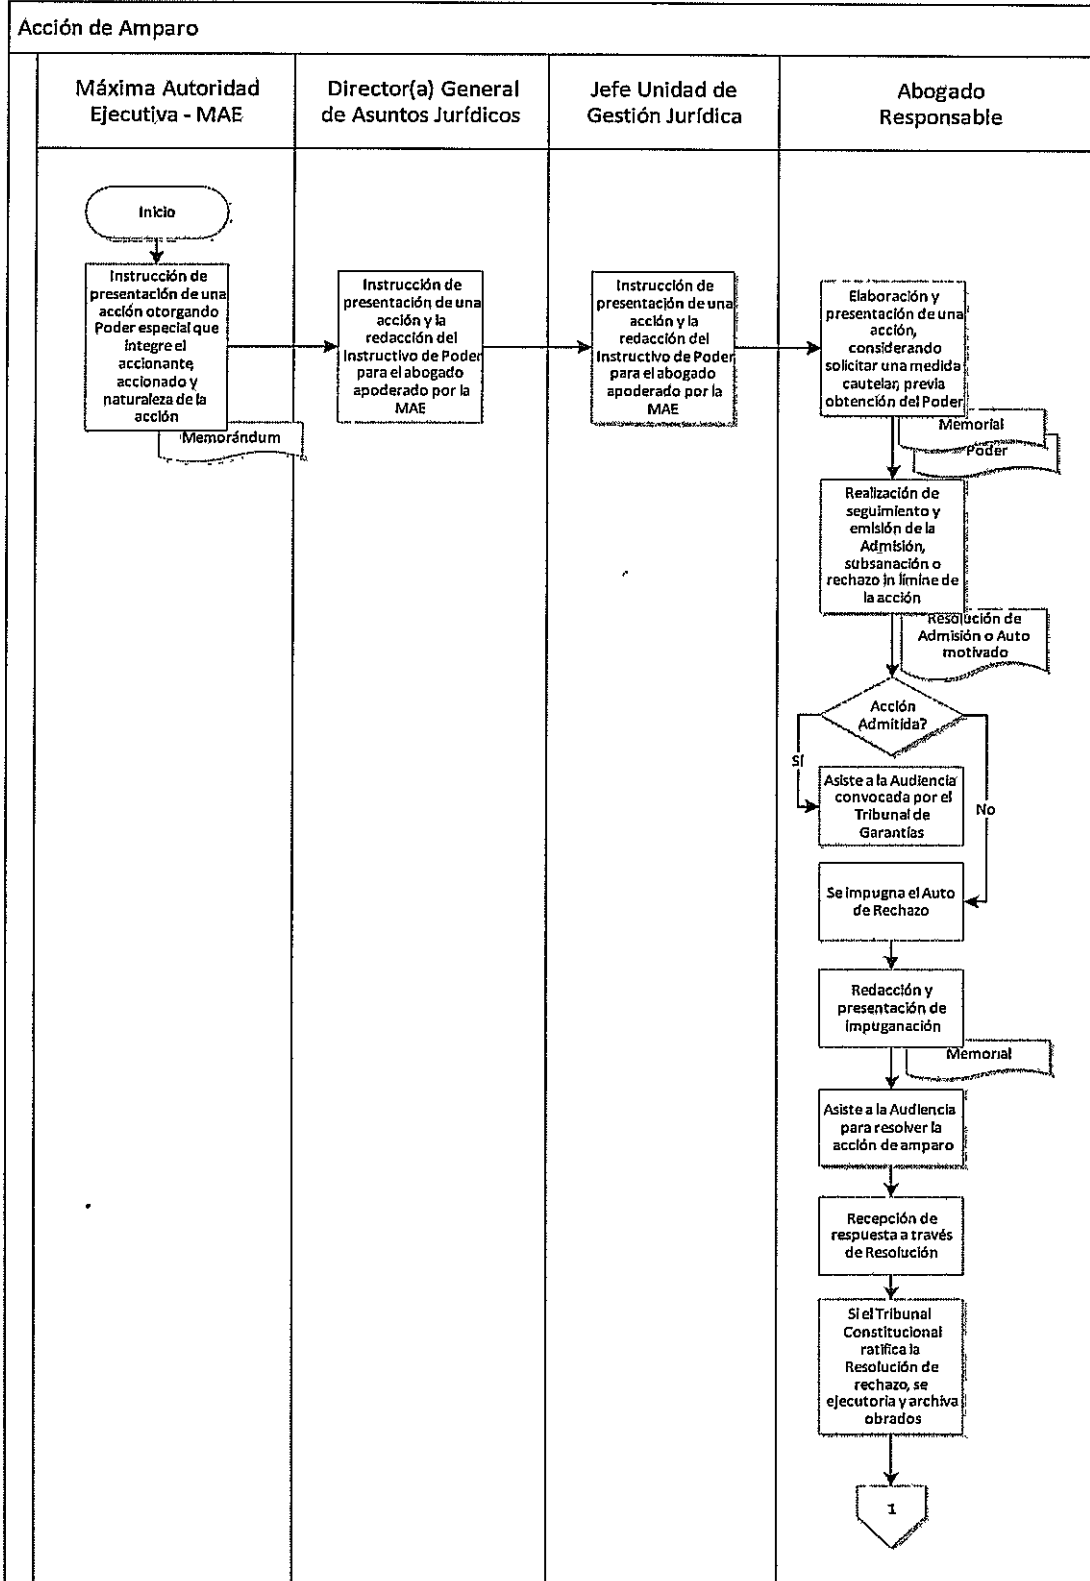 Acción de Amparo
Máxima Autoridad
Ejecutiva - MAE
Director(a) General
de Asuntos Jurídicos
Jefe Unidad de
Gestión Jurídica
Abogado
Responsable
Inicio
Instrucción de
presentación de una
acción otorgando
Poder especial que
integre el
accionante,
accionado y
naturaleza de la
acción
Memorándum
Instrucción de
presentación de una
acción y la
redacción del
Instructivo de Poder
para el abogado
apoderado por la
MAE
Instrucción de
presentación de una
acción y la
redacción del
Instructivo de Poder
para el abogado
apoderado por la
MAE
Elaboración y
presentación de una
acción,
considerando
solicitar una medida
cautelar, previa
obtención del Poder
Memorial
Poder
Realización de
seguimiento y
emisión de la
Admisión,
subsanación o
rechazo in límine de
la acción
Resolución de
Admisión o Auto
motivado
Acción
Admitida?
Sí
No
Asiste a la Audiencia
convocada por el
Tribunal de
Garantías
Se impugna el Auto
de Rechazo
Redacción y
presentación de
impuganación
Memorial
Asiste a la Audiencia
para resolver la
acción de amparo
Recepción de
respuesta a través
de Resolución
Si el Tribunal
Constitucional
ratifica la
Resolución de
rechazo, se
ejecutoria y archiva
obrados
1